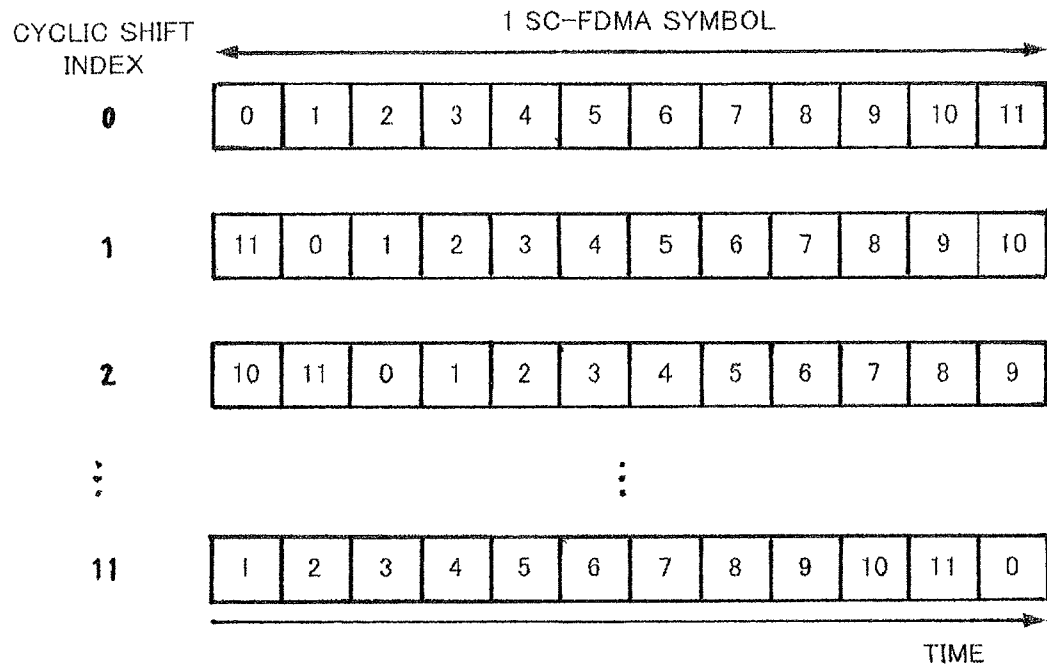 CYCLIC SHIFT
INDEX
1 SC-FDMA SYMBOL
0 0 1 2 3 4 5 6 7 8 9 10 11
1 11 0 1 2 3 4 5 6 7 8 9 10
2 10 11 0 1 2 3 4 5 6 7 8 9
11 1 2 3 4 5 6 7 8 9 10 11 0
TIME